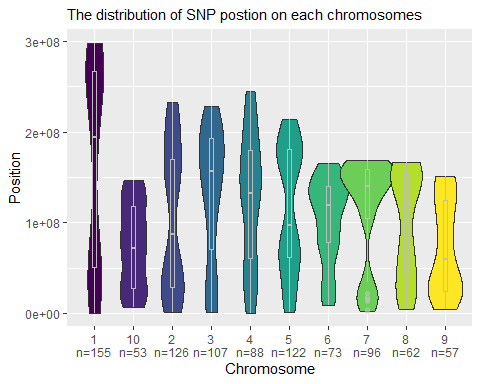 The distribution of SNP postion on each chromosomes
Position
3e+08
2e+08
1e+08
0e+00
1 10 2 3 4 5 6 7 8 9
n=155 n=53 n=126 n=107 n=88 n=122 n=73 n=96 n=62 n=57
Chromosome